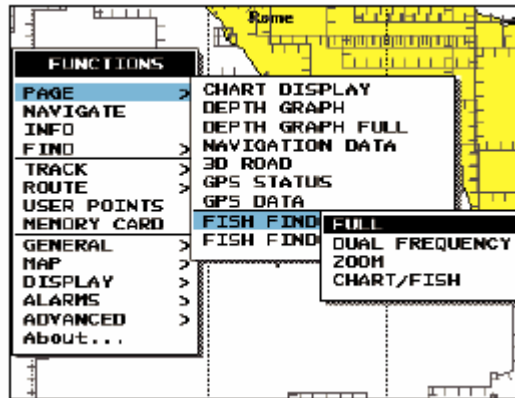 Rome
FUNCTIONS
PAGE >
NAVIGATE
INFO
FIND >
TRACK >
ROUTE >
USER POINTS
MEMORY CARD
GENERAL >
MAP >
DISPLAY >
ALARMS >
ADVANCED >
About...
CHART DISPLAY
DEPTH GRAPH
DEPTH GRAPH FULL
NAVIGATION DATA
3D ROAD
GPS STATUS
GPS DATA
FISH FIND
FISH FIND
FULL
DUAL FREQUENCY
ZOOM
CHART/FISH